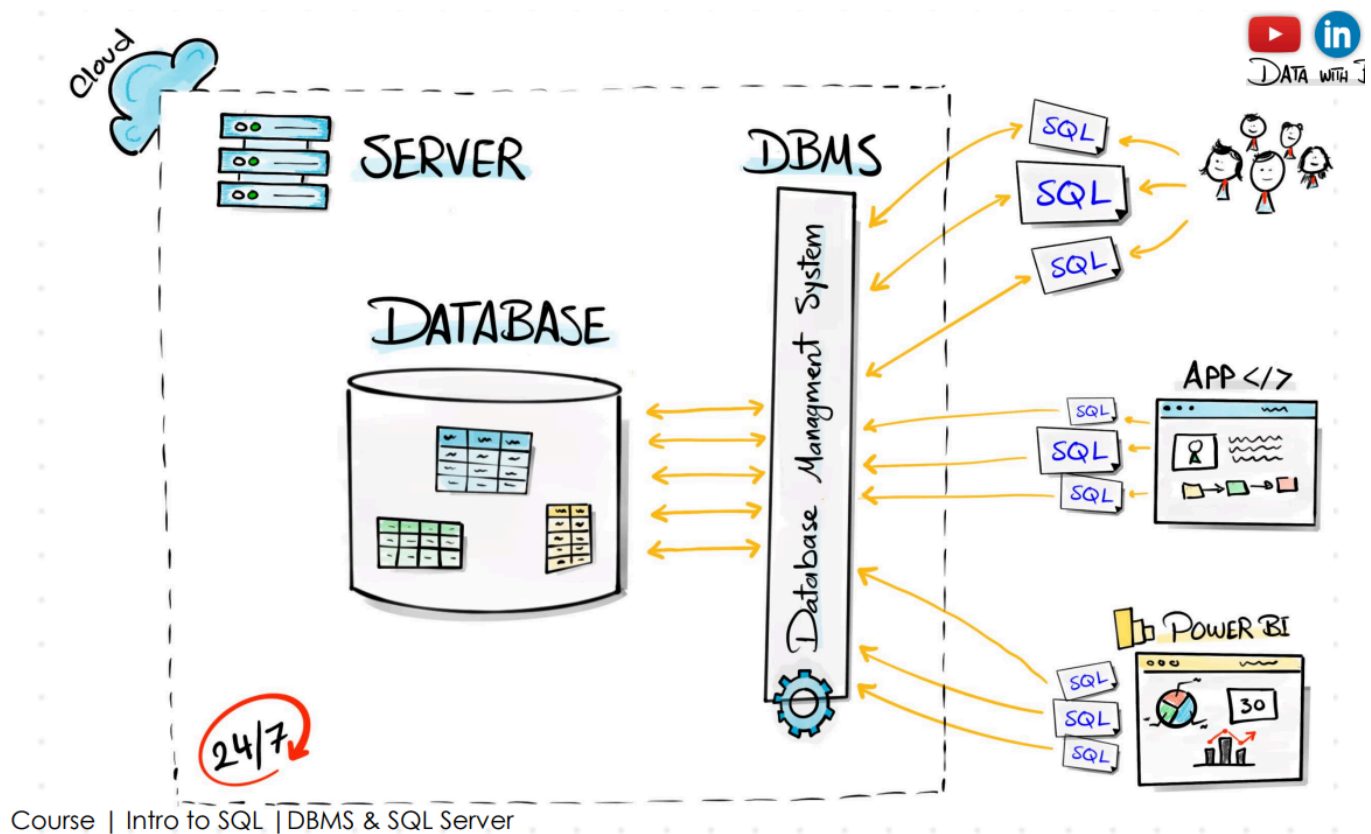 Cloud
in
DATA WITH
SERVER
DBMS
SQL
SQL
SQL
DATABASE
Database Managment System
APP </>
SQL
SQL
SQL
POWER BI
30
SQL
SQL
SQL
24/7
Course | Intro to SQL | DBMS & SQL Server